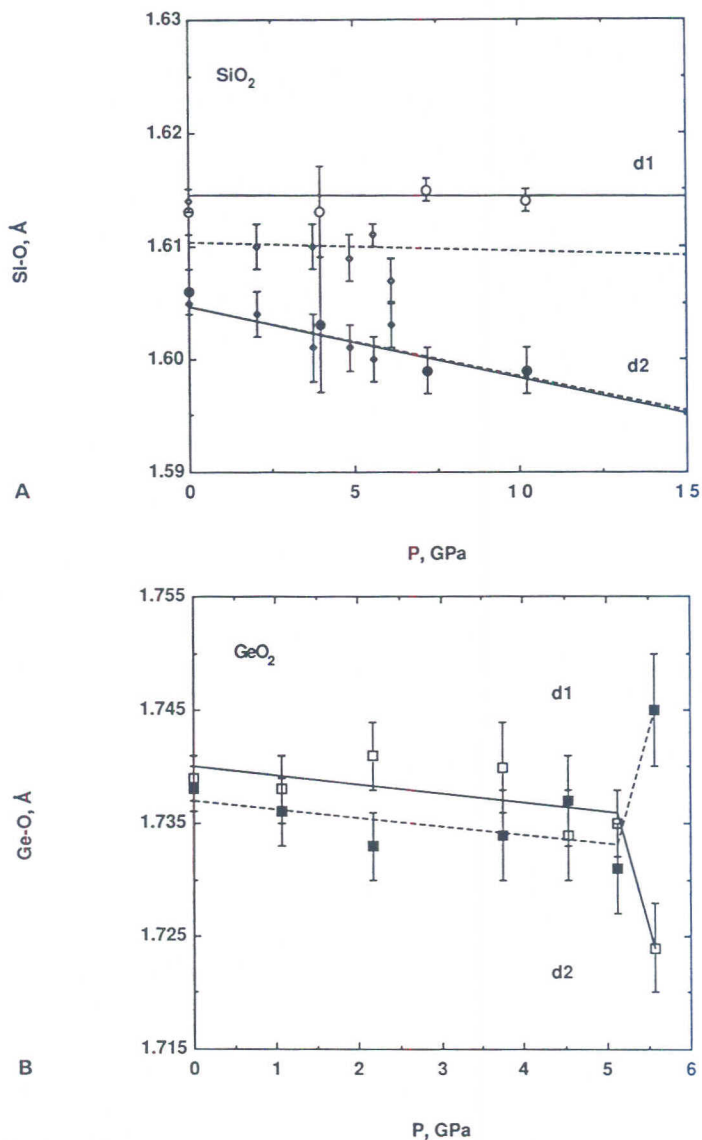 1.63
SiO2
1.62
d1
Si-O, Å
1.61
1.60
d2
1.59
A
0 5 10 15
P, GPa
1.755
GeO2
d1
1.745
Ge-O, Å
1.735
1.725
d2
1.715
B
0 1 2 3 4 5 6
P, GPa